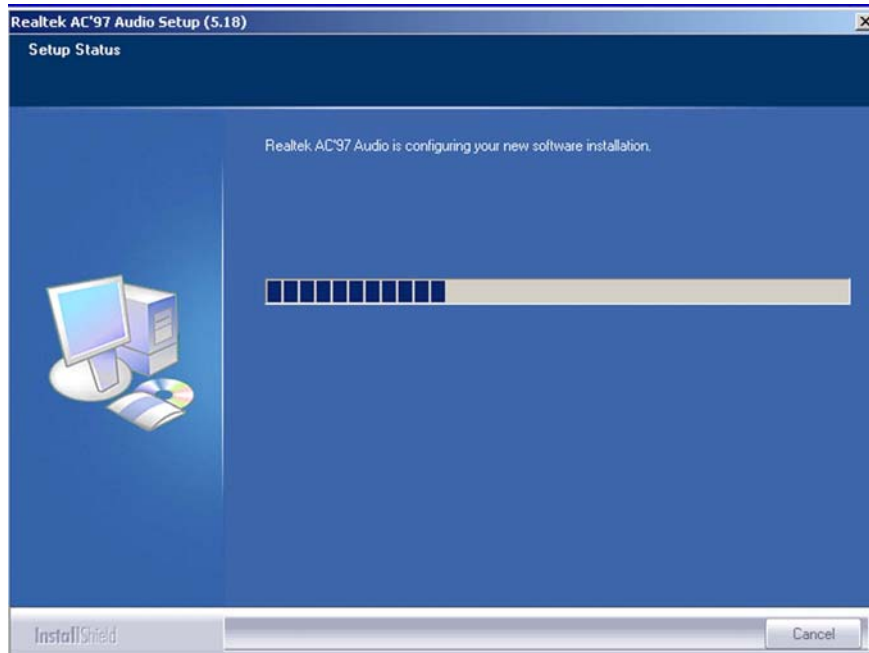 Realtek AC'97 Audio Setup (5.18)
Setup Status
Realtek AC'97 Audio is configuring your new software installation.
InstallShield
Cancel